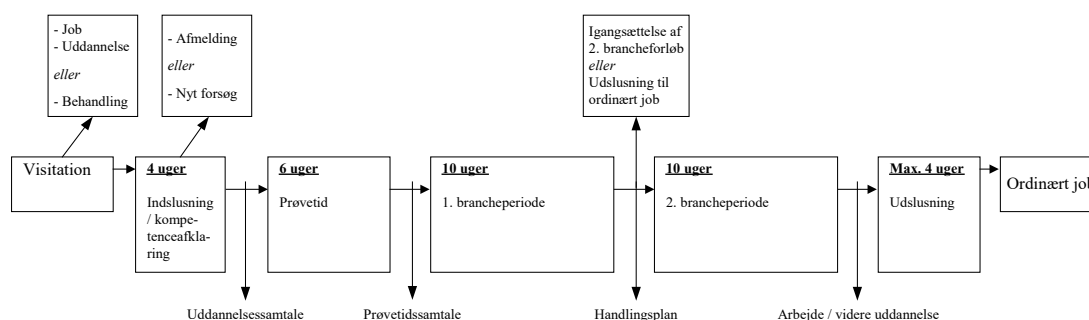 - Job
- Uddannelse
eller
- Behandling
- Afmelding
eller
- Nyt forsøg
Igangsættelse af
2. brancheforløb
eller
Udslusning til
ordinært job
Visitation
4 uger
Indslusning
/ kompe-
tenceafkla-
ring
6 uger
Prøvetid
10 uger
1. brancheperiode
10 uger
2. brancheperiode
Max. 4 uger
Udslusning
Ordinært job
Uddannelsessamtale
Prøvetidssamtale
Handlingsplan
Arbejde / videre uddannelse